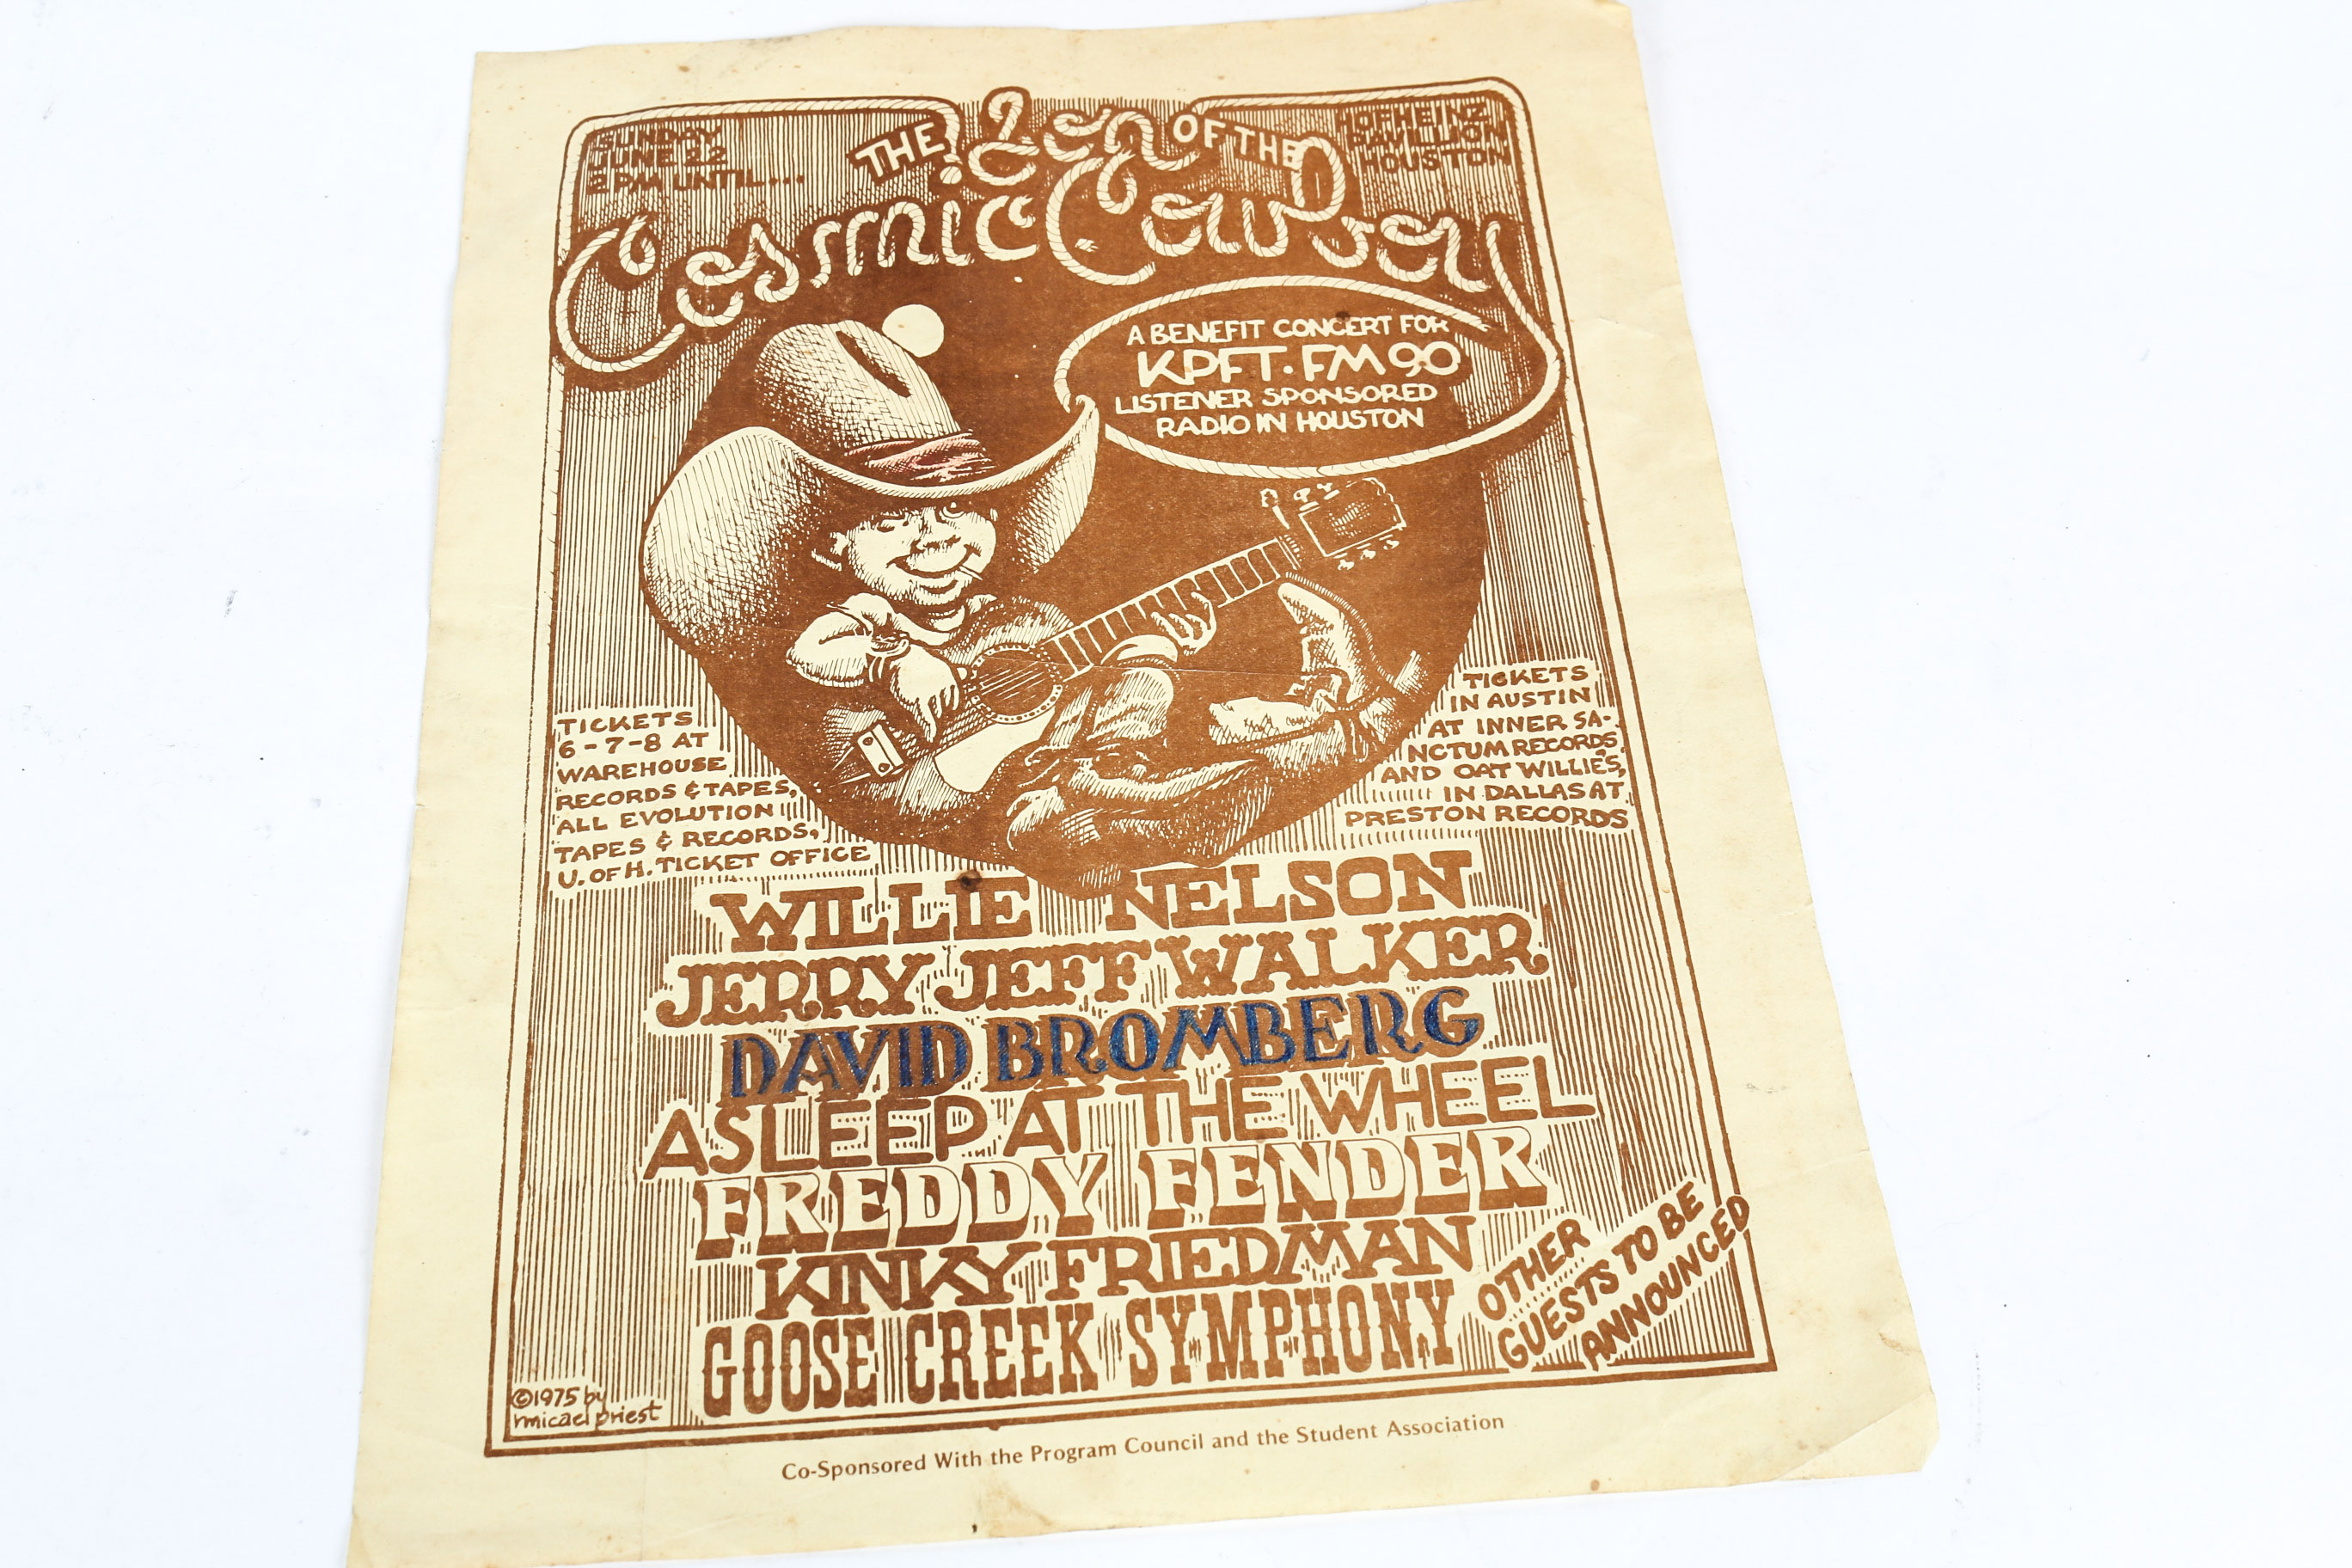 SUNDAY
JUNE 22
2 PM UNTIL...
THE Zen OF THE
Cosmic Cowboy
HOFHEINZ
PAVILLION
HOUSTON
A BENEFIT CONCERT FOR
KPFT·FM 90
LISTENER SPONSORED
RADIO IN HOUSTON
TICKETS
6-7-8 AT
WAREHOUSE
RECORDS & TAPES,
ALL EVOLUTION
TAPES & RECORDS,
U. OF H. TICKET OFFICE
TICKETS
IN AUSTIN
AT INNER SA-
NCTUM RECORDS
AND OAT WILLIE'S,
IN DALLAS AT
PRESTON RECORDS
WILLIE NELSON
JERRY JEFF WALKER
DAVID BROMBERG
ASLEEP AT THE WHEEL
FREDDY FENDER
KINKY FRIEDMAN
GOOSE CREEK SYMPHONY
OTHER
GUESTS TO BE
ANNOUNCED
©1975 by
micael priest
Co-Sponsored With the Program Council and the Student Association